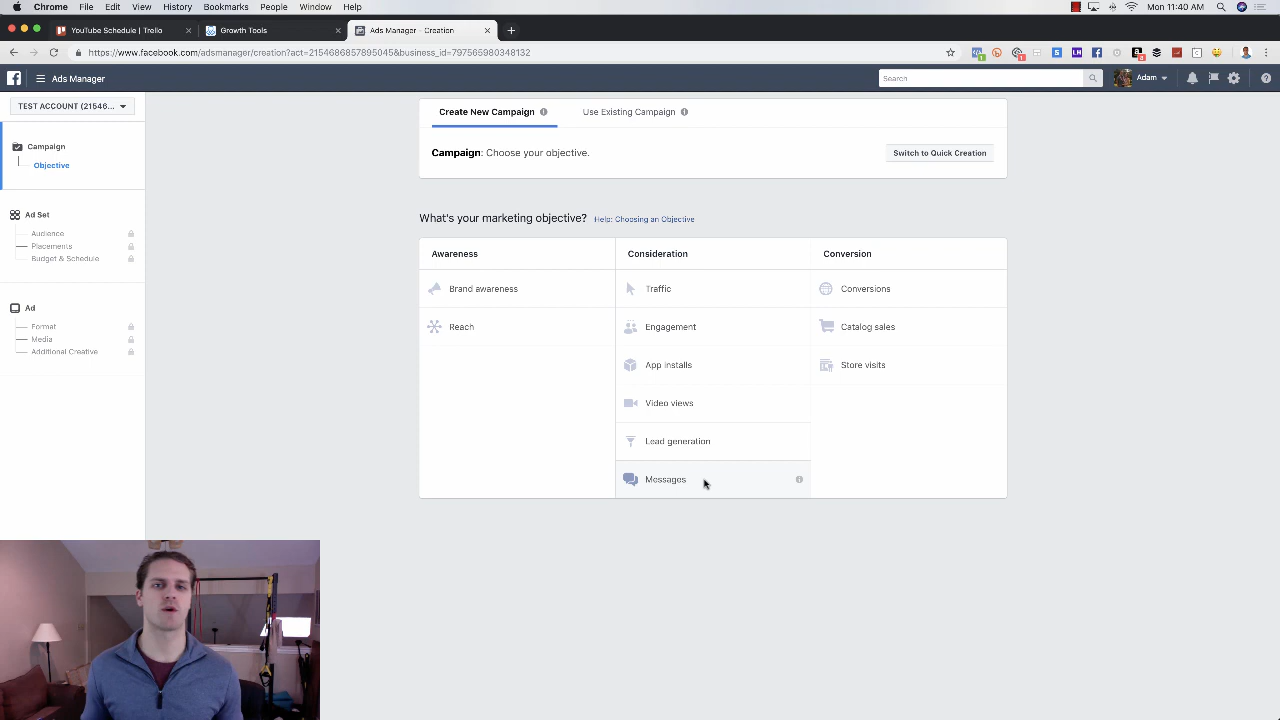 Chrome File Edit View History Bookmarks People Window Help Mon 11:40 AM
YouTube Schedule | Trello Growth Tools Ads Manager - Creation
https://www.facebook.com/adsmanager/creation?act=2154686857895045&business_id=797565980348132
Ads Manager Search Adam
TEST ACCOUNT (21546...
Create New Campaign Use Existing Campaign
Campaign: Choose your objective. Switch to Quick Creation
Campaign
Objective
Ad Set
Audience
Placements
Budget & Schedule
Ad
Format
Media
Additional Creative
What's your marketing objective? Help: Choosing an Objective
Awareness Consideration Conversion
Brand awareness Traffic Conversions
Reach Engagement Catalog sales
App installs Store visits
Video views
Lead generation
Messages